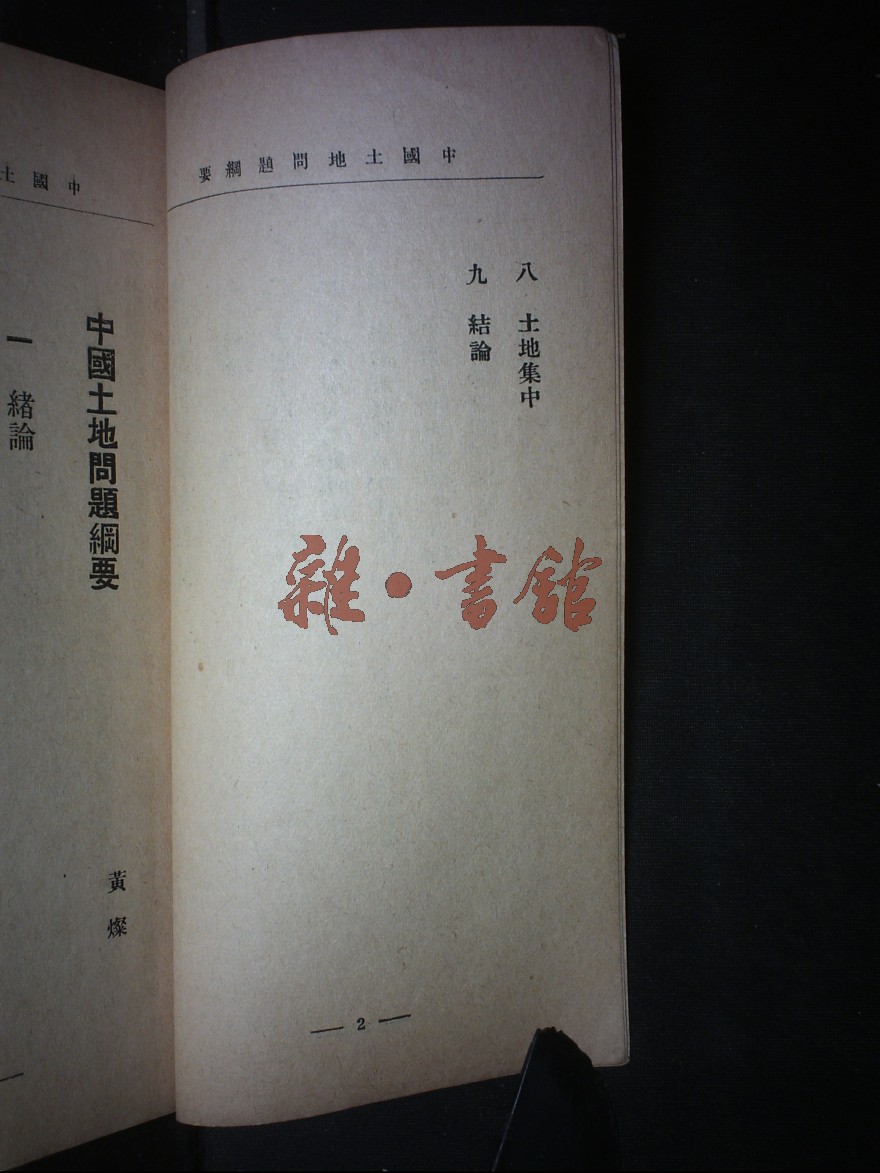 中國土地問題綱要
八 土地集中
九 結論
雜·書館
— 2 —
中國土
中國土地問題綱要
黃燦
一 緒論